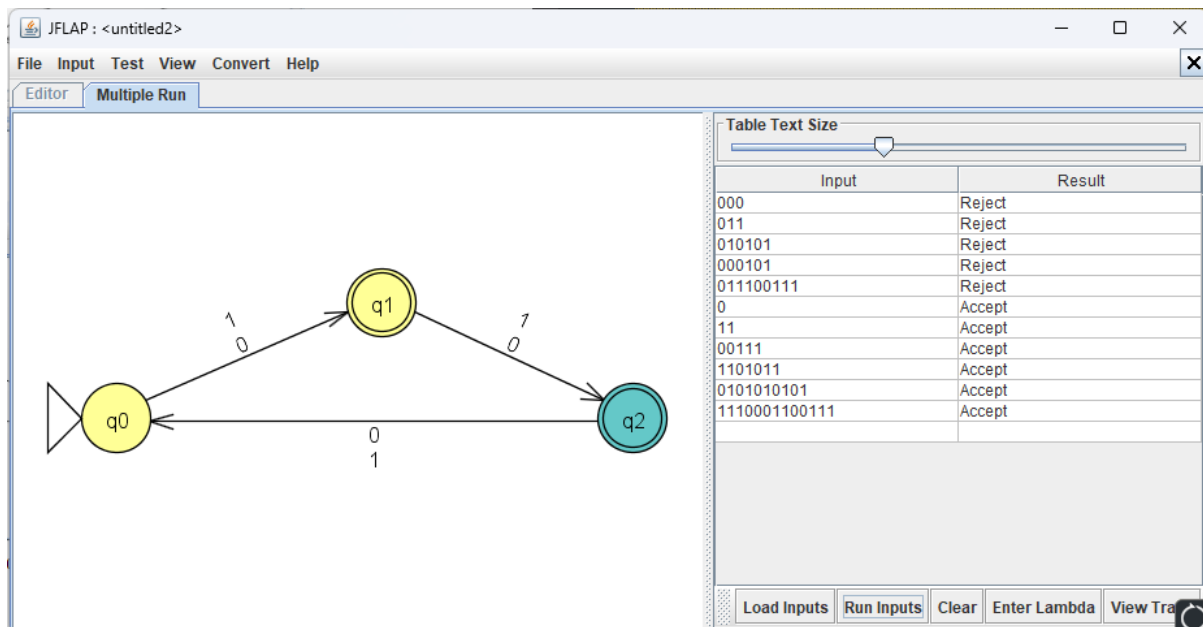 JFLAP : <untitled2>
File Input Test View Convert Help
Editor Multiple Run
Table Text Size
Input Result
000 Reject
011 Reject
010101 Reject
000101 Reject
011100111 Reject
0 Accept
11 Accept
00111 Accept
1101011 Accept
0101010101 Accept
1110001100111 Accept
q1
1
0
1
0
q0
q2
0
1
Load Inputs Run Inputs Clear Enter Lambda View Tra